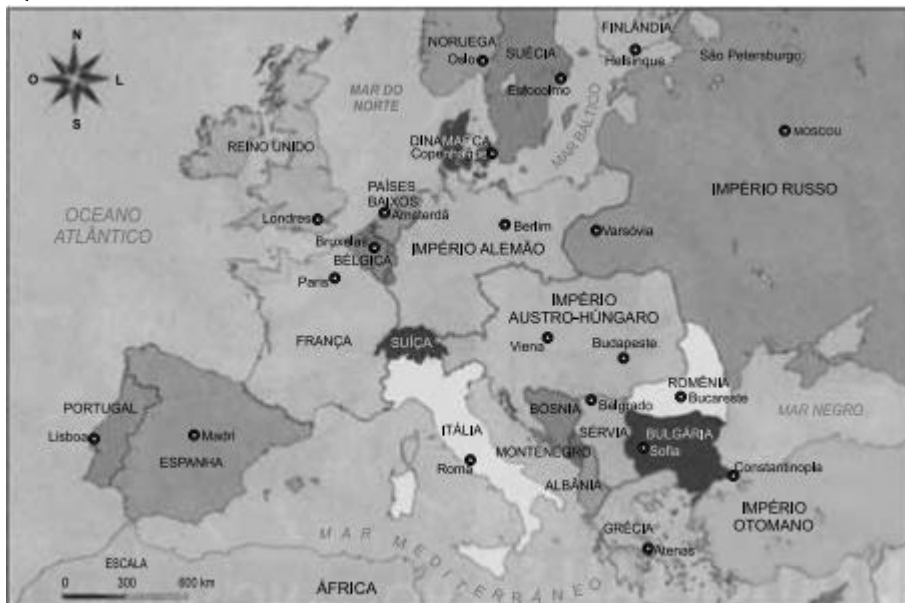 N
O
L
S
NORUEGA
Oslo
SUÉCIA
Estocolmo
FINLÂNDIA
Helsinque
São Petersburgo
MAR DO
NORTE
MAR BÁLTICO
MOSCOU
DINAMARCA
Copenhague
REINO UNIDO
PAÍSES
BAIXOS
Amsterdã
IMPÉRIO RUSSO
OCEANO
ATLÂNTICO
Londres
Bruxelas
BÉLGICA
IMPÉRIO ALEMÃO
Berlim
Varsóvia
Paris
IMPÉRIO
AUSTRO-HÚNGARO
FRANÇA
SUÍÇA
Viena
Budapeste
ROMÊNIA
Bucareste
PORTUGAL
Lisboa
Madri
ESPANHA
ITÁLIA
Roma
BÓSNIA
Belgrado
SÉRVIA
BULGÁRIA
Sofia
MAR NEGRO
MONTENEGRO
ALBÂNIA
Constantinopla
IMPÉRIO
OTOMANO
GRÉCIA
Atenas
MAR MEDITERRÂNEO
ESCALA
0 300 600 km
ÁFRICA